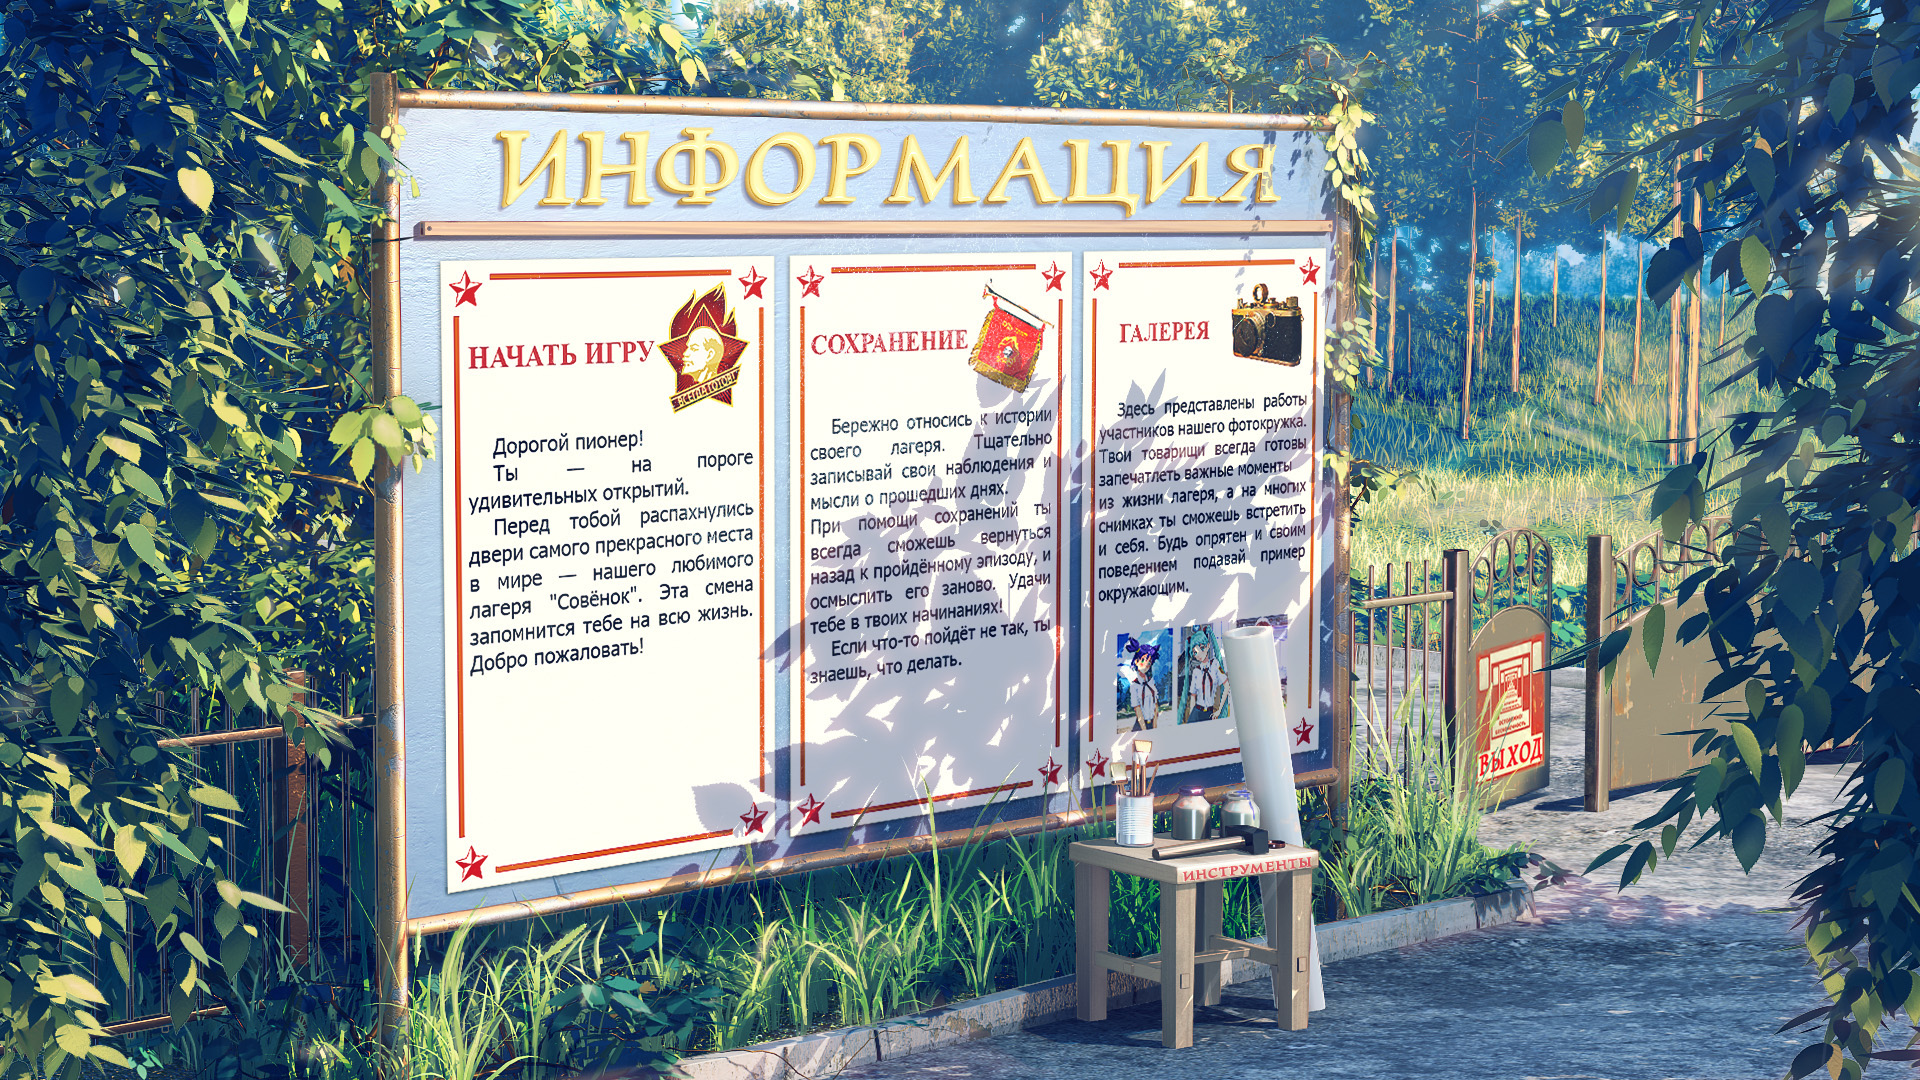 ИНФОРМАЦИЯ
НАЧАТЬ ИГРУ
ВСЕГДА ГОТОВ!
Дорогой пионер!
Ты — на пороге
удивительных открытий.
Перед тобой распахнулись
двери самого прекрасного места
в мире — нашего любимого
лагеря "Совёнок". Эта смена
запомнится тебе на всю жизнь.
Добро пожаловать!
СОХРАНЕНИЕ
Бережно относись к истории
своего лагеря. Тщательно
записывай свои наблюдения и
мысли о прошедших днях.
При помощи сохранений ты
всегда сможешь вернуться
назад к пройдённому эпизоду, и
осмыслить его заново. Удачи
тебе в твоих начинаниях!
Если что-то пойдёт не так, ты
знаешь, что делать.
ГАЛЕРЕЯ
Здесь представлены работы
участников нашего фотокружка.
Твои товарищи всегда готовы
запечатлеть важные моменты
из жизни лагеря, а на многих
снимках ты сможешь встретить
и себя. Будь опрятен и своим
поведением подавай пример
окружающим.
ИНСТРУМЕНТЫ
ВЫХОД